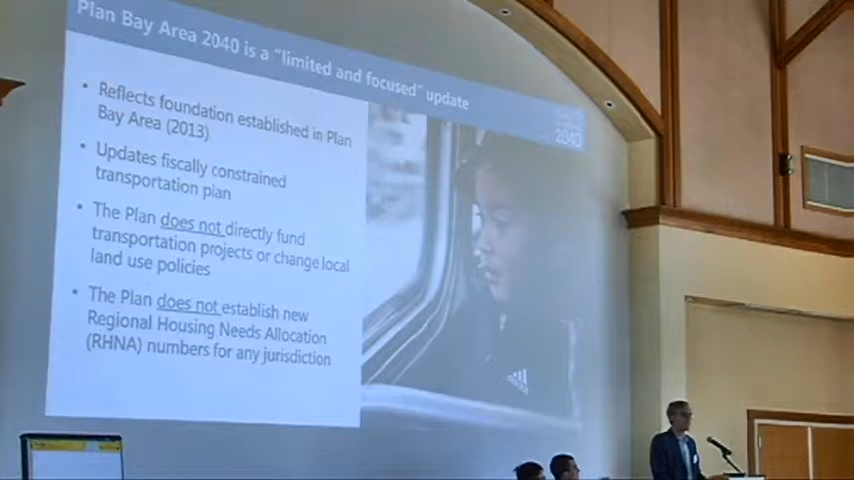 Plan Bay Area 2040 is a "limited and focused" update
2040
• Reflects foundation established in Plan
Bay Area (2013)
• Updates fiscally constrained
transportation plan
• The Plan does not directly fund
transportation projects or change local
land use policies
• The Plan does not establish new
Regional Housing Needs Allocation
(RHNA) numbers for any jurisdiction